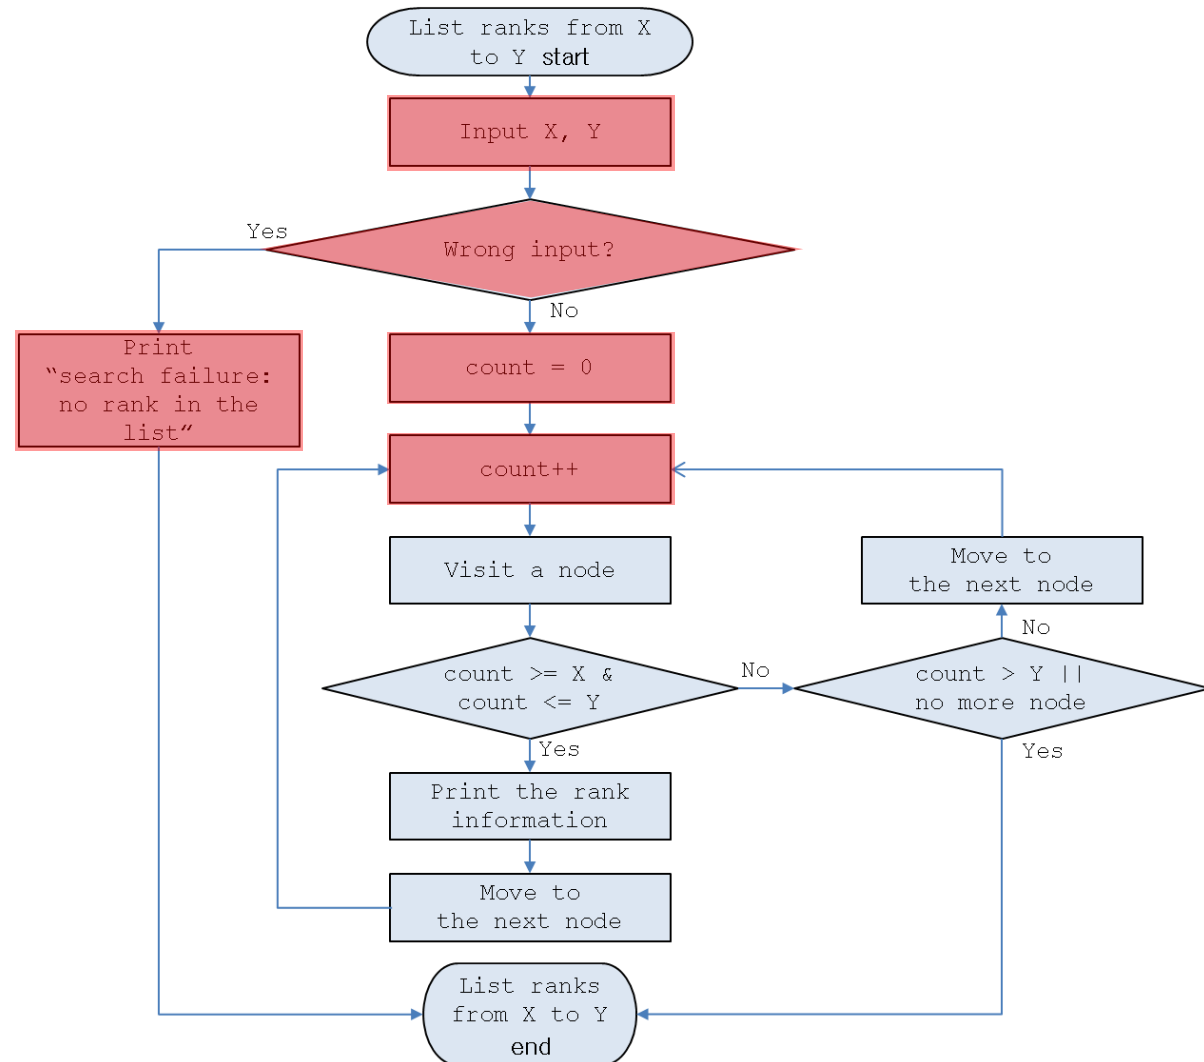 List ranks from X
to Y start
Input X, Y
Yes
Wrong input?
No
Print
“search failure:
no rank in the
list“
count = 0
count++
Visit a node
Move to
the next node
No
count >= X &
count <= Y
No
count > Y ||
no more node
Yes
Yes
Print the rank
information
Move to
the next node
List ranks
from X to Y
end